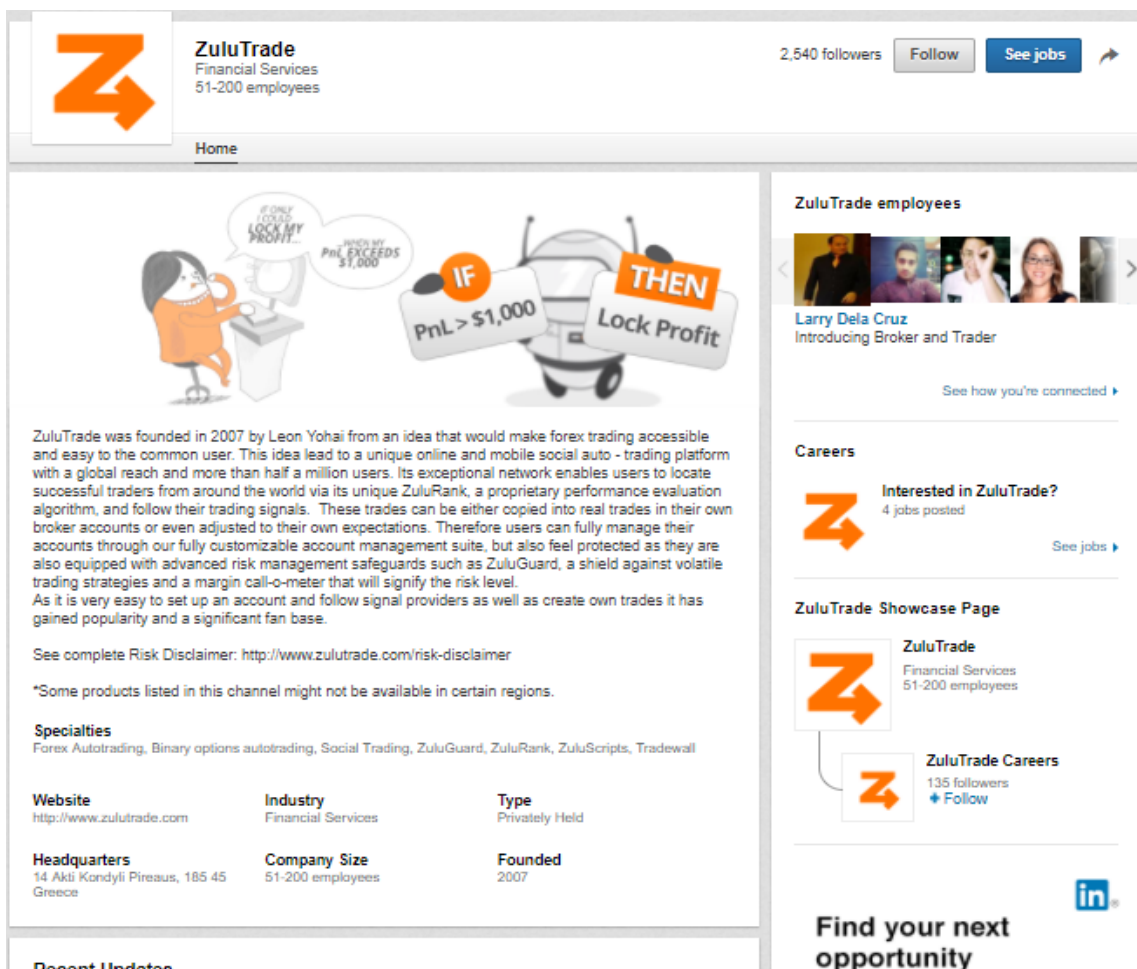 ZuluTrade
Financial Services
51-200 employees
2,540 followers
Follow
See jobs
Home
IF ONLY
I COULD
LOCK MY
PROFIT...
...WHEN MY
PnL EXCEEDS
$1,000
IF
PnL > $1,000
THEN
Lock Profit
ZuluTrade was founded in 2007 by Leon Yohai from an idea that would make forex trading accessible
and easy to the common user. This idea lead to a unique online and mobile social auto - trading platform
with a global reach and more than half a million users. Its exceptional network enables users to locate
successful traders from around the world via its unique ZuluRank, a proprietary performance evaluation
algorithm, and follow their trading signals.  These trades can be either copied into real trades in their own
broker accounts or even adjusted to their own expectations. Therefore users can fully manage their
accounts through our fully customizable account management suite, but also feel protected as they are
also equipped with advanced risk management safeguards such as ZuluGuard, a shield against volatile
trading strategies and a margin call-o-meter that will signify the risk level.
As it is very easy to set up an account and follow signal providers as well as create own trades it has
gained popularity and a significant fan base.
See complete Risk Disclaimer: http://www.zulutrade.com/risk-disclaimer
*Some products listed in this channel might not be available in certain regions.
Specialties
Forex Autotrading, Binary options autotrading, Social Trading, ZuluGuard, ZuluRank, ZuluScripts, Tradewall
Website
http://www.zulutrade.com
Industry
Financial Services
Type
Privately Held
Headquarters
14 Akti Kondyli Pireaus, 185 45
Greece
Company Size
51-200 employees
Founded
2007
Recent Updates
ZuluTrade employees
Larry Dela Cruz
Introducing Broker and Trader
See how you're connected
Careers
Interested in ZuluTrade?
4 jobs posted
See jobs
ZuluTrade Showcase Page
ZuluTrade
Financial Services
51-200 employees
ZuluTrade Careers
135 followers
+ Follow
in
Find your next
opportunity